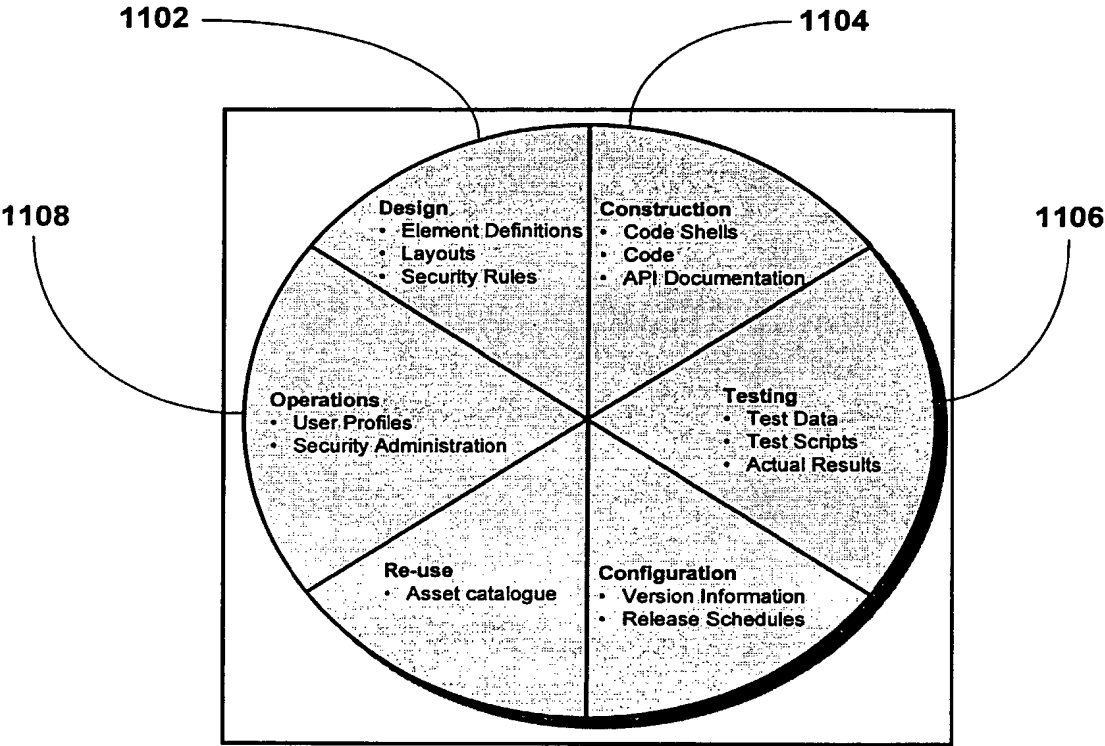 1102
1104
1108
1106
Design
• Element Definitions
• Layouts
• Security Rules
Construction
• Code Shells
• Code
• API Documentation
Operations
• User Profiles
• Security Administration
Testing
• Test Data
• Test Scripts
• Actual Results
Re-use
• Asset catalogue
Configuration
• Version Information
• Release Schedules